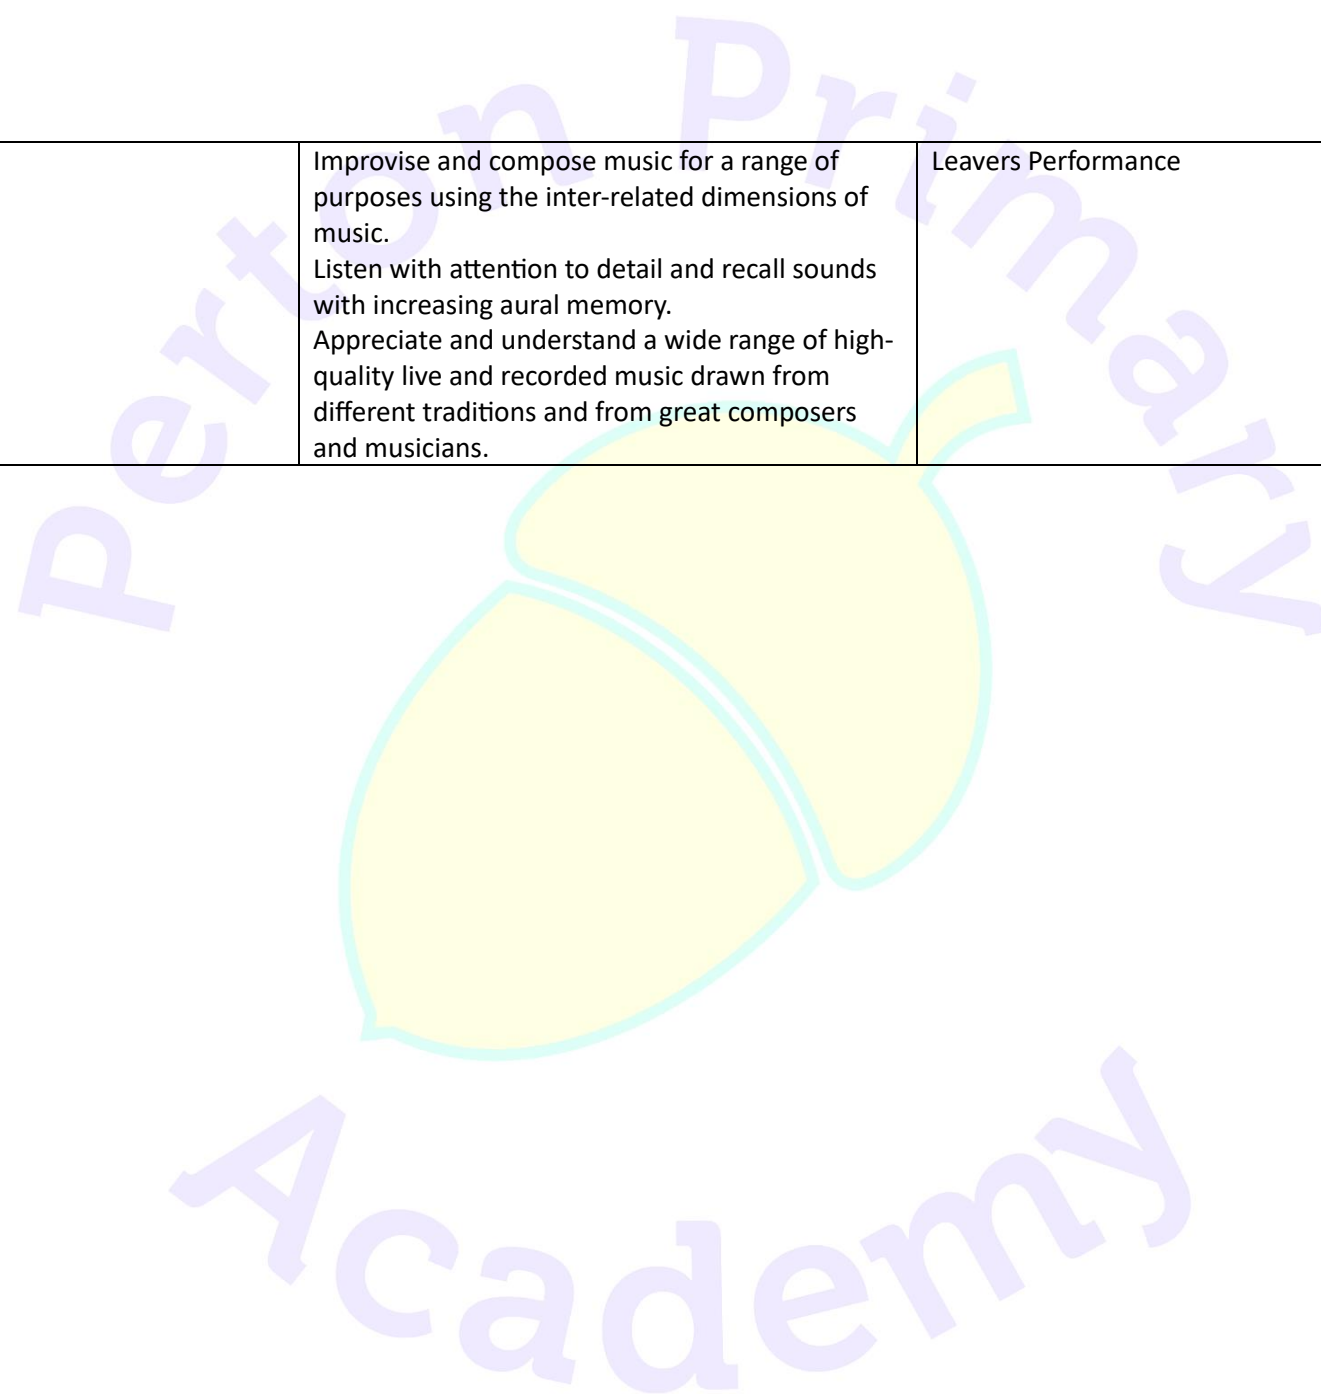 Perton Primary
Improvise and compose music for a range of
purposes using the inter-related dimensions of
music.
Listen with attention to detail and recall sounds
with increasing aural memory.
Appreciate and understand a wide range of high-
quality live and recorded music drawn from
different traditions and from great composers
and musicians.
Leavers Performance
Academy